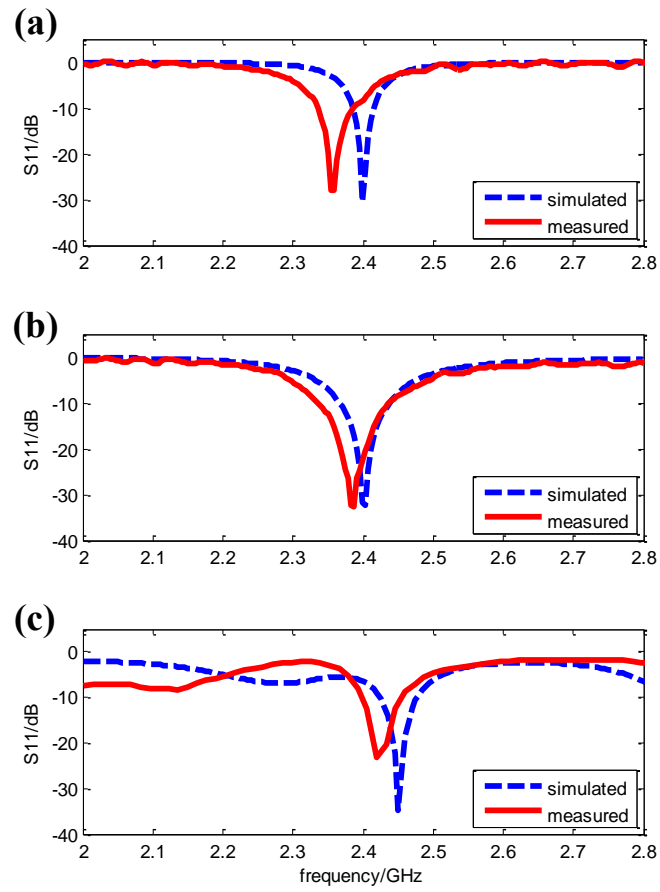 (a)
0
-10
-20
-30
-40
S11/dB
simulated
measured
2 2.1 2.2 2.3 2.4 2.5 2.6 2.7 2.8
(b)
0
-10
-20
-30
-40
S11/dB
simulated
measured
2 2.1 2.2 2.3 2.4 2.5 2.6 2.7 2.8
(c)
0
-10
-20
-30
-40
S11/dB
simulated
measured
2 2.1 2.2 2.3 2.4 2.5 2.6 2.7 2.8
frequency/GHz